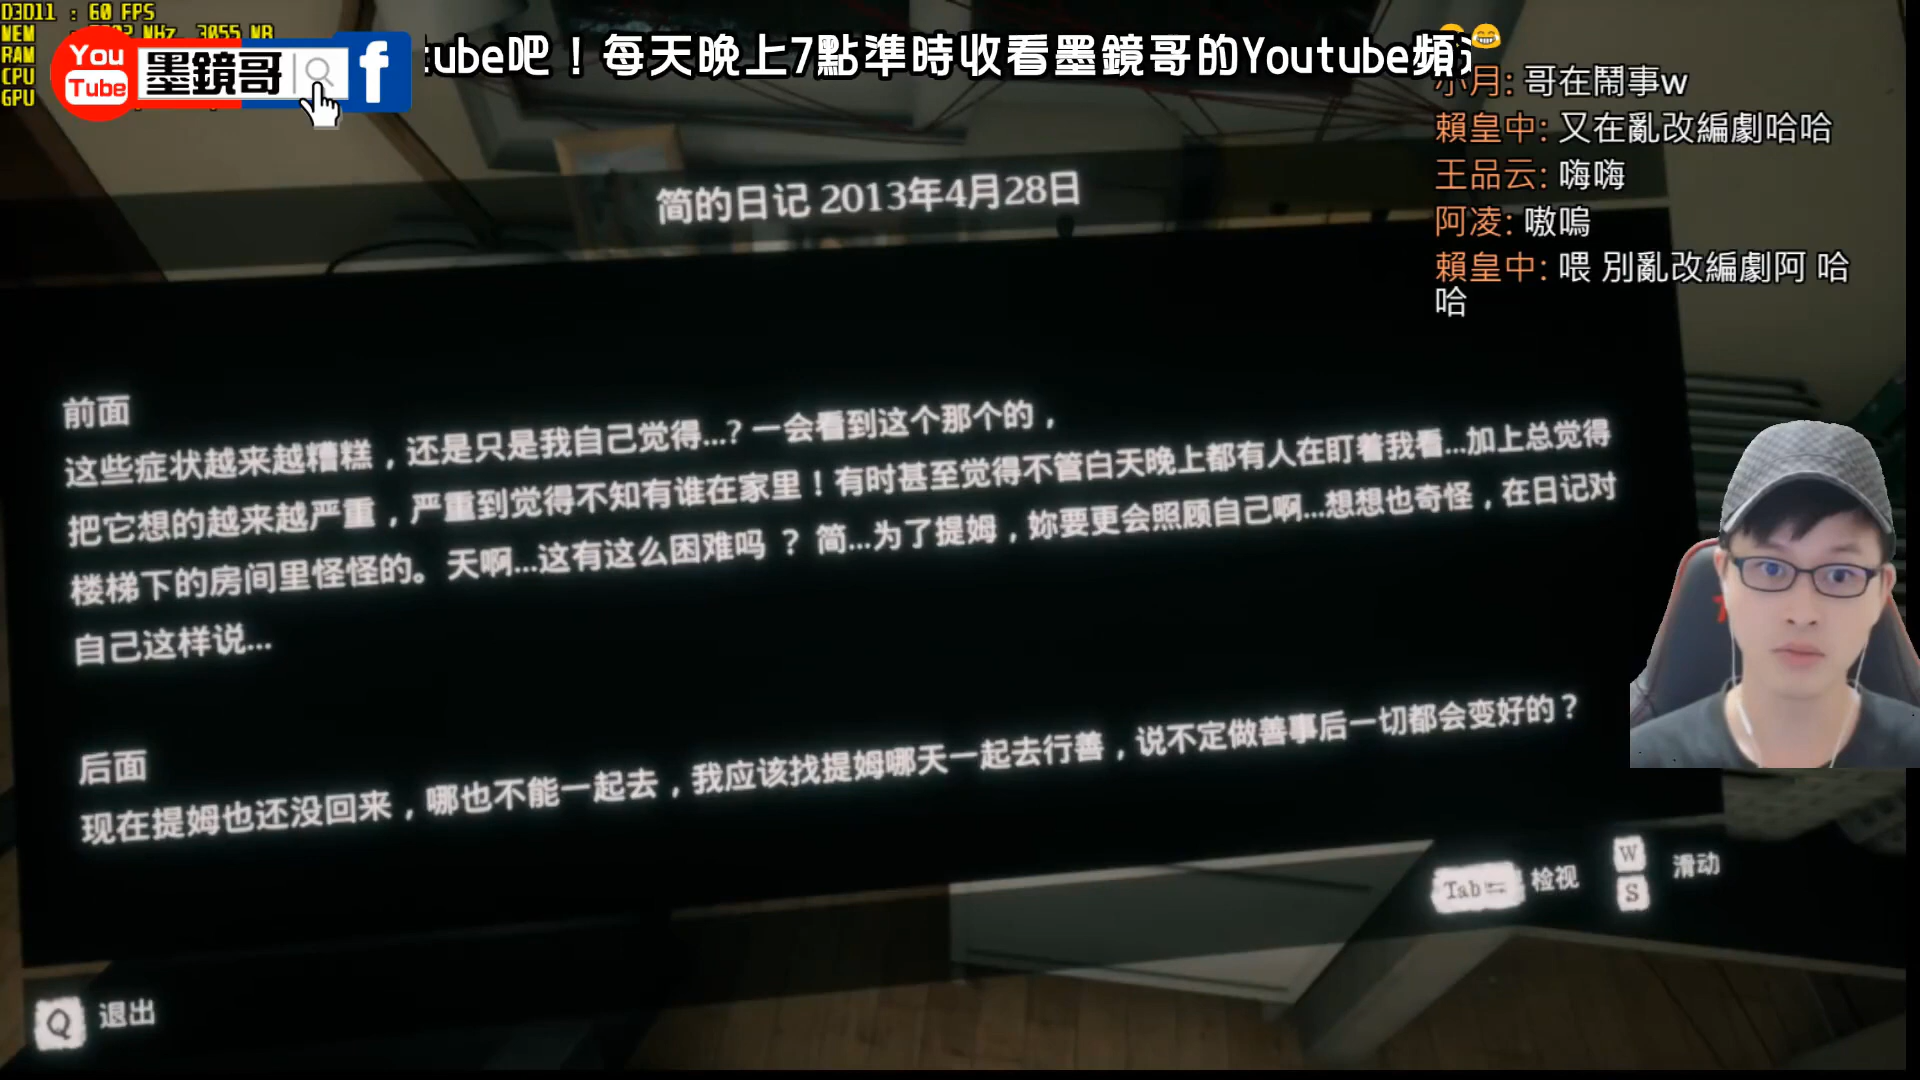 D3D11 : 60 FPS
MEM
RAM
CPU
GPU
You
Tube
墨鏡哥
f
tube吧！每天晚上7點準時收看墨鏡哥的Youtube頻
小月: 哥在鬧事w
賴皇中: 又在亂改編劇哈哈
王品云: 嗨嗨
阿凌: 嗷嗚
賴皇中: 喂 別亂改編劇阿 哈
哈
简的日记 2013年4月28日
前面
这些症状越来越糟糕，还是只是我自己觉得...? 一会看到这个那个的，
把它想的越来越严重，严重到觉得不知有谁在家里！有时甚至觉得不管白天晚上都有人在盯着我看...加上总觉得
楼梯下的房间里怪怪的。天啊...这有这么困难吗 ？ 简...为了提姆，妳要更会照顾自己啊...想想也奇怪，在日记对
自己这样说...
后面
现在提姆也还没回来，哪也不能一起去，我应该找提姆哪天一起去行善，说不定做善事后一切都会变好的？
Tab 检视
W
S
滑动
Q 退出